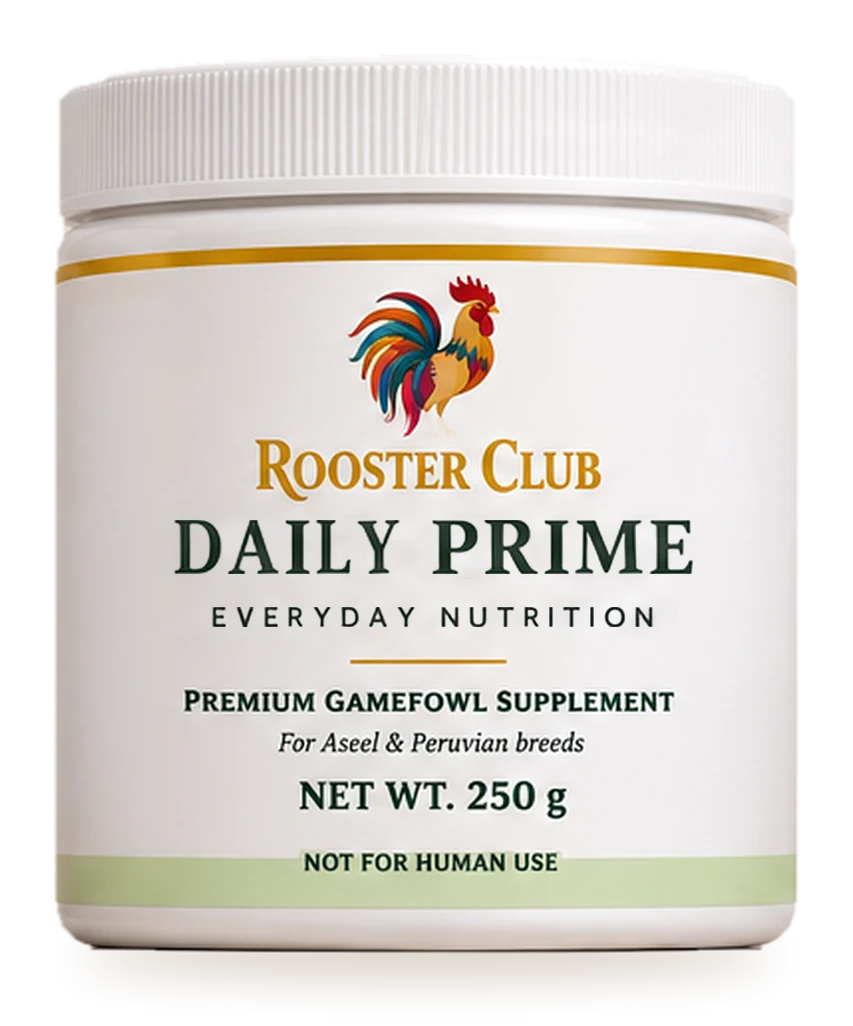 ROOSTER CLUB
DAILY PRIME
EVERYDAY NUTRITION
PREMIUM GAMEFOWL SUPPLEMENT
For Aseel & Peruvian breeds
NET WT. 250 g
NOT FOR HUMAN USE